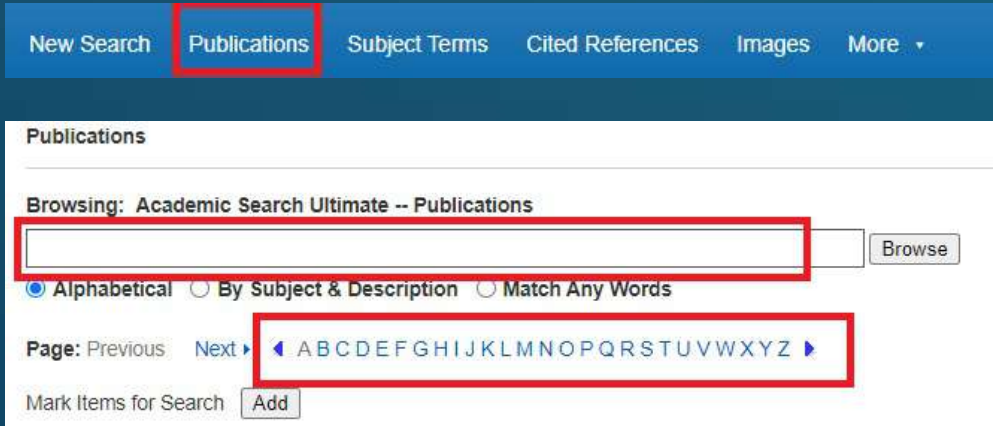 New Search Publications Subject Terms Cited References Images More
Publications
Browsing: Academic Search Ultimate -- Publications
Browse
Alphabetical By Subject & Description Match Any Words
Page: Previous Next A B C D E F G H I J K L M N O P Q R S T U V W X Y Z
Mark Items for Search Add